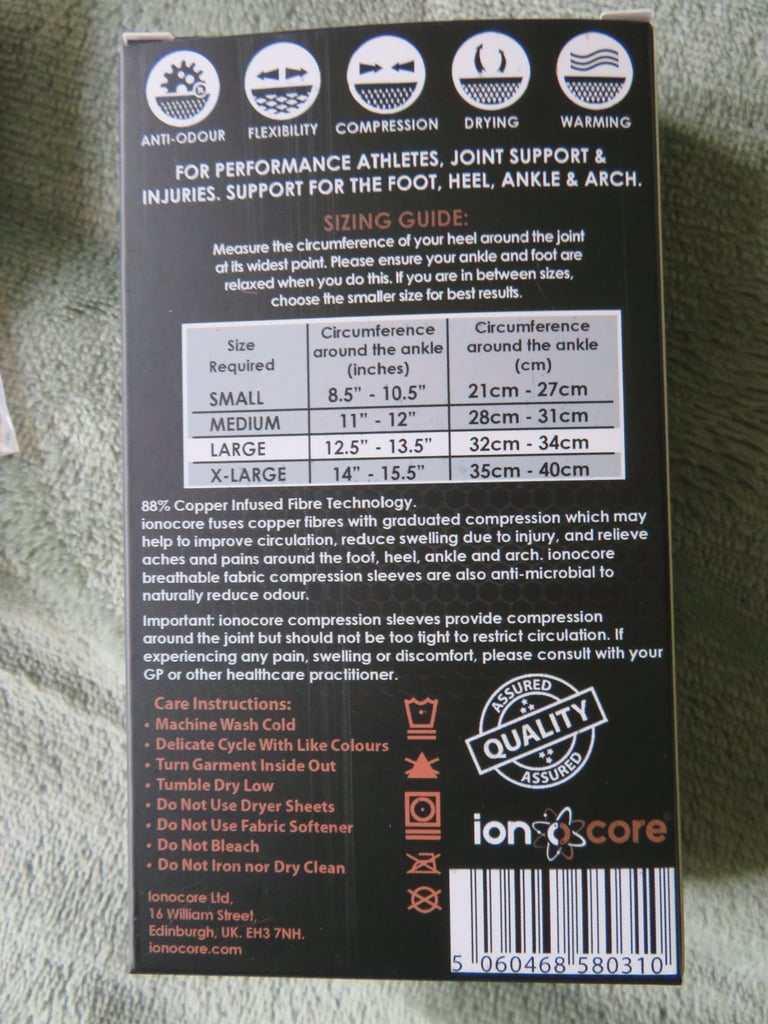 ANTI-ODOUR FLEXIBILITY COMPRESSION DRYING WARMING
FOR PERFORMANCE ATHLETES, JOINT SUPPORT &
INJURIES. SUPPORT FOR THE FOOT, HEEL, ANKLE & ARCH.
SIZING GUIDE:
Measure the circumference of your heel around the joint
at its widest point. Please ensure your ankle and foot are
relaxed when you do this. If you are in between sizes,
choose the smaller size for best results.
Size Required Circumference around the ankle (inches) Circumference around the ankle (cm)
SMALL 8.5” - 10.5” 21cm - 27cm
MEDIUM 11” - 12” 28cm - 31cm
LARGE 12.5” - 13.5” 32cm - 34cm
X-LARGE 14” - 15.5” 35cm - 40cm
88% Copper Infused Fibre Technology.
ionocore fuses copper fibres with graduated compression which may
help to improve circulation, reduce swelling due to injury, and relieve
aches and pains around the foot, heel, ankle and arch. ionocore
breathable fabric compression sleeves are also anti-microbial to
naturally reduce odour.
Important: ionocore compression sleeves provide compression
around the joint but should not be too tight to restrict circulation. If
experiencing any pain, swelling or discomfort, please consult with your
GP or other healthcare practitioner.
Care Instructions:
• Machine Wash Cold
• Delicate Cycle With Like Colours
• Turn Garment Inside Out
• Tumble Dry Low
• Do Not Use Dryer Sheets
• Do Not Use Fabric Softener
• Do Not Bleach
• Do Not Iron nor Dry Clean
ASSURED
QUALITY
ASSURED
ionocore
Ionocore Ltd,
16 William Street,
Edinburgh, UK. EH3 7NH.
ionocore.com
5 060468 580310